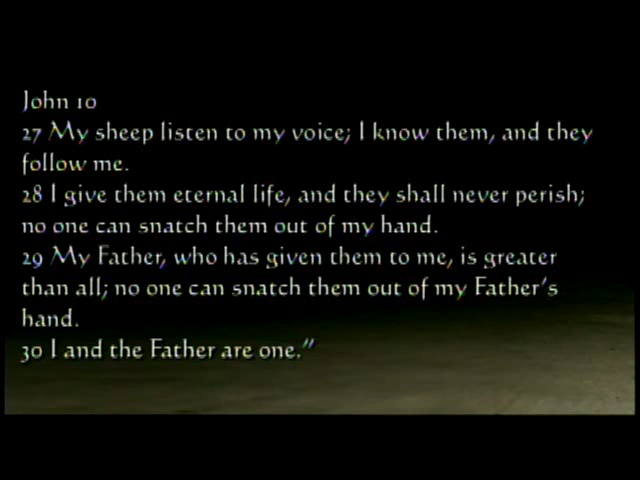 John 10
27 My sheep listen to my voice; I know them, and they
follow me.
28 I give them eternal life, and they shall never perish;
no one can snatch them out of my hand.
29 My Father, who has given them to me, is greater
than all; no one can snatch them out of my Father's
hand.
30 I and the Father are one."